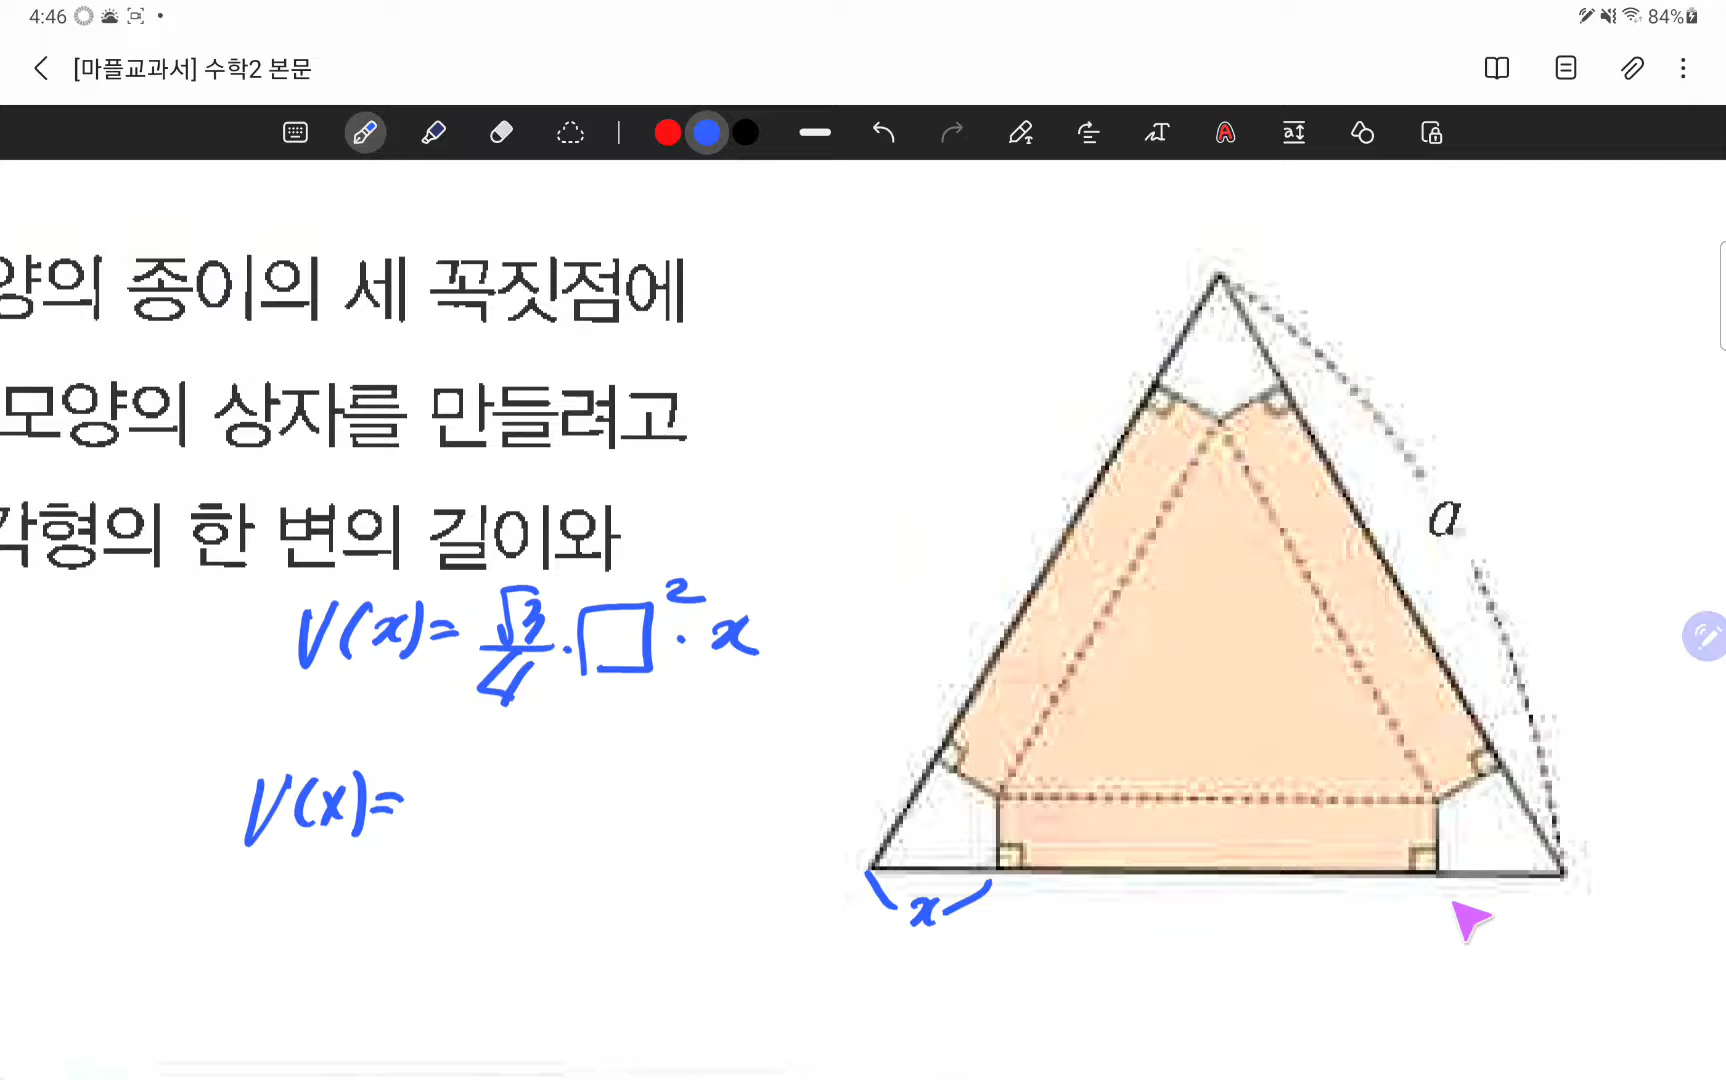 4:46
84%
[마플교과서] 수학2 본문
양의 종이의 세 꼭짓점에
모양의 상자를 만들려고
각형의 한 변의 길이와
V(x)= √3/4 · □² · x
V(x)=
a
x